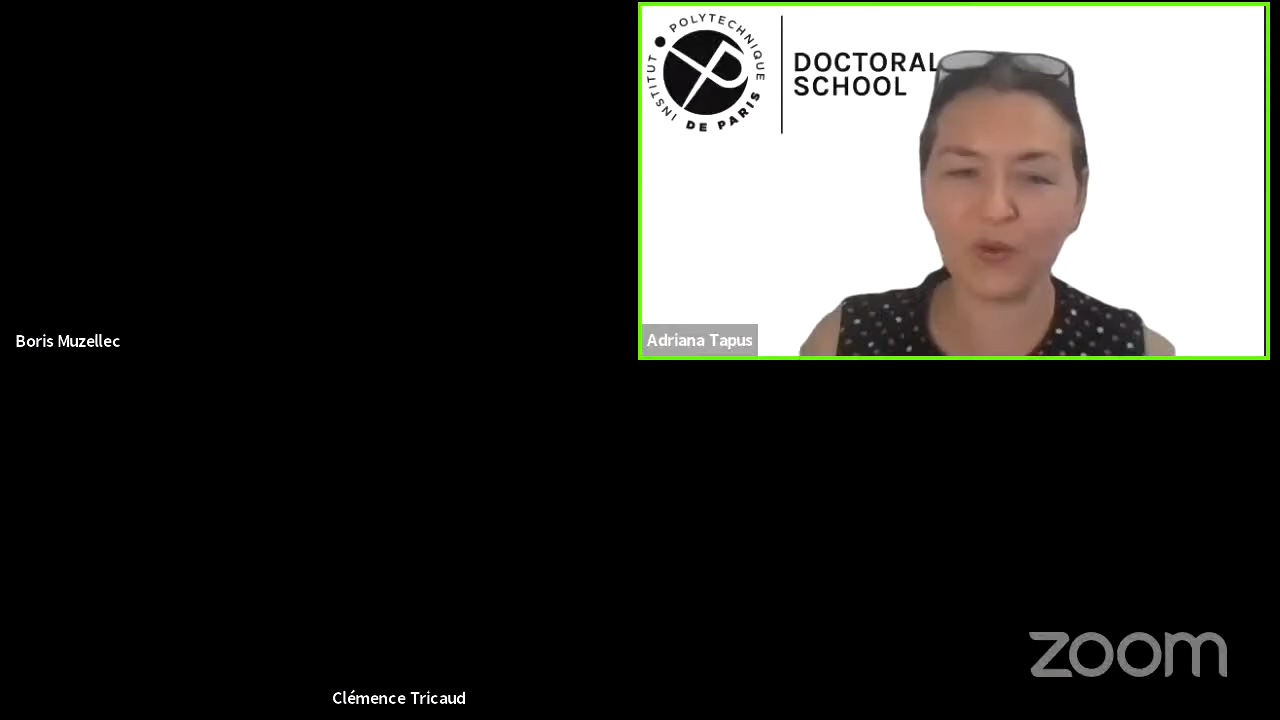 INSTITUT POLYTECHNIQUE
DE PARIS
DOCTORAL
SCHOOL
Boris Muzellec
Adriana Tapus
zoom
Clémence Tricaud